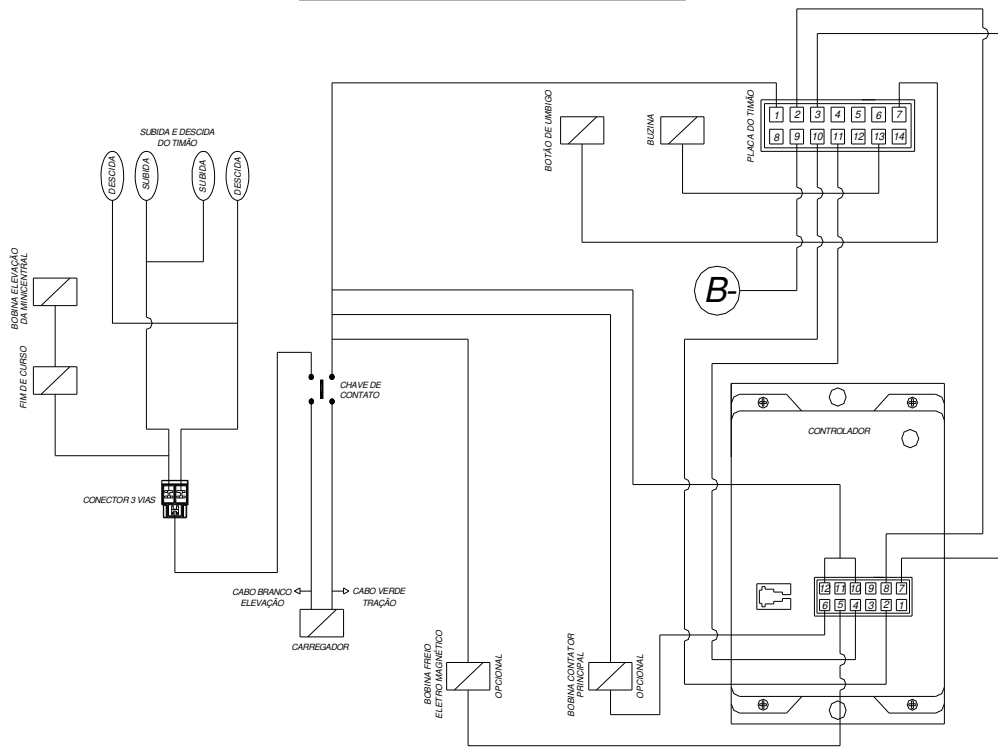 SUBIDA E DESCIDA
DO TIMÃO
DESCIDA
SUBIDA
SUBIDA
DESCIDA
BOBINA ELEVAÇÃO
DA MINICENTRAL
FIM DE CURSO
CONECTOR 3 VIAS
CHAVE DE
CONTATO
CABO BRANCO
ELEVAÇÃO
CABO VERDE
TRAÇÃO
CARREGADOR
BOTÃO DE UMBIGO
BUZINA
PLACA DO TIMÃO
1 2 3 4 5 6 7
8 9 10 11 12 13 14
B-
CONTROLADOR
12 11 10 9 8 7
6 5 4 3 2 1
BOBINA FREIO
ELETRO MAGNÉTICO
OPCIONAL
BOBINA CONTATOR
PRINCIPAL
OPCIONAL